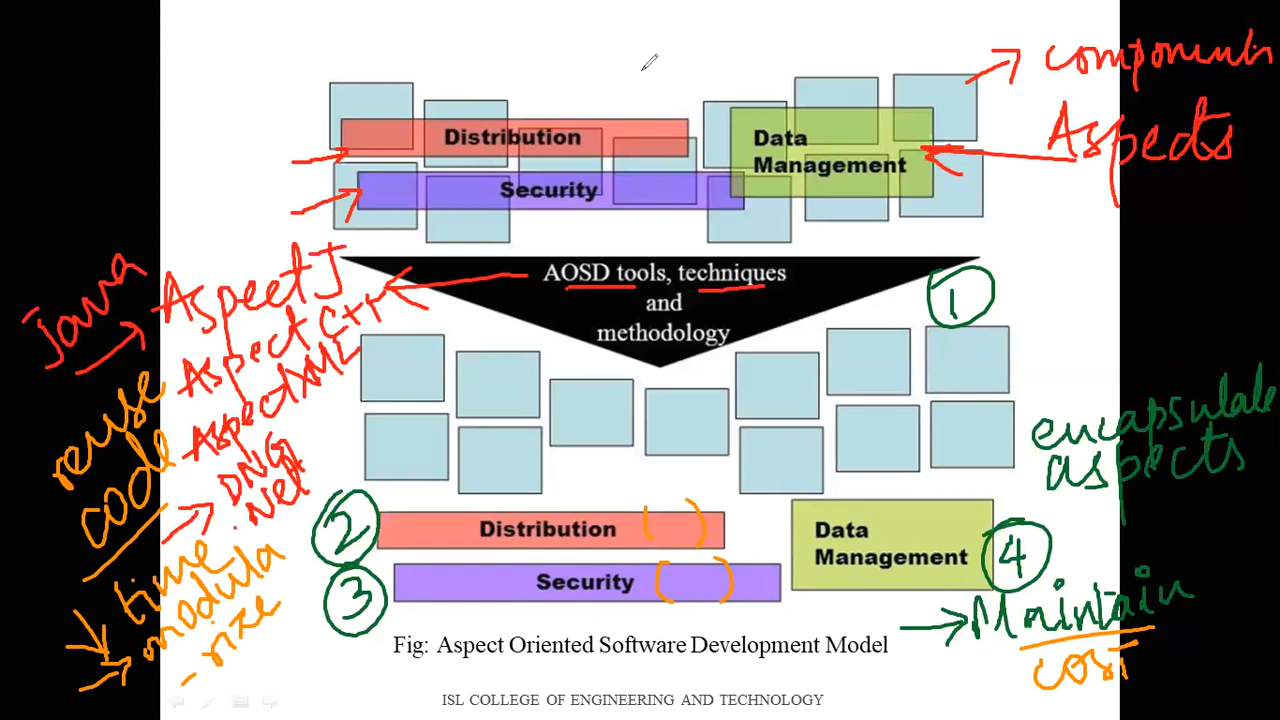 components
Aspects
Distribution
Data
Management
Security
Java
AspectJ
Aspect C++
AspectXML
AOSD tools, techniques
and
methodology
1
reuse
code
.Net
encapsulate
aspects
2
Distribution
Data
Management
4
3
Security
time
modula
-rize
Maintain
cost
Fig: Aspect Oriented Software Development Model
ISL COLLEGE OF ENGINEERING AND TECHNOLOGY